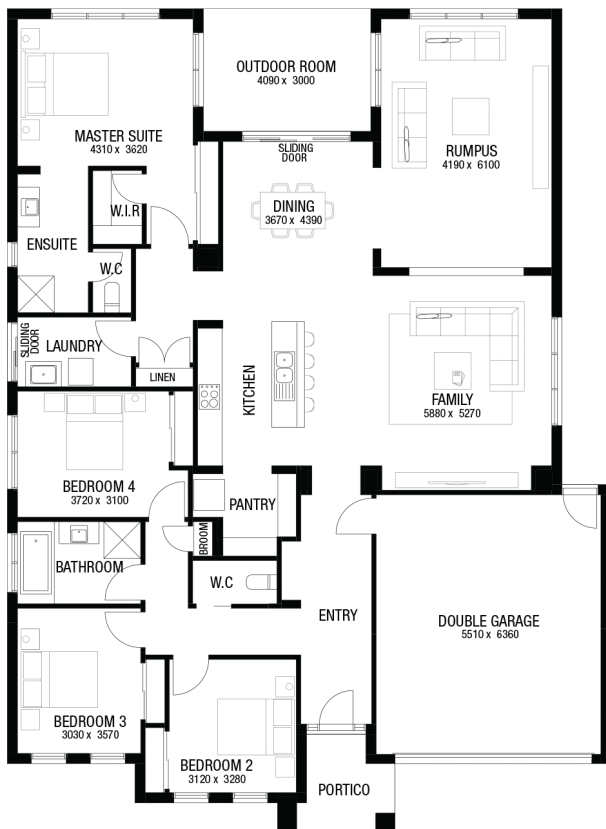 OUTDOOR ROOM
4090 x 3000
MASTER SUITE
4310 x 3620
SLIDING
DOOR
RUMPUS
4190 x 6100
W.I.R
DINING
3670 x 4390
ENSUITE
W.C
SLIDING
DOOR
LAUNDRY
LINEN
KITCHEN
FAMILY
5880 x 5270
BEDROOM 4
3720 x 3100
PANTRY
BROOM
BATHROOM
W.C
ENTRY
DOUBLE GARAGE
5510 x 6360
BEDROOM 3
3030 x 3570
BEDROOM 2
3120 x 3280
PORTICO